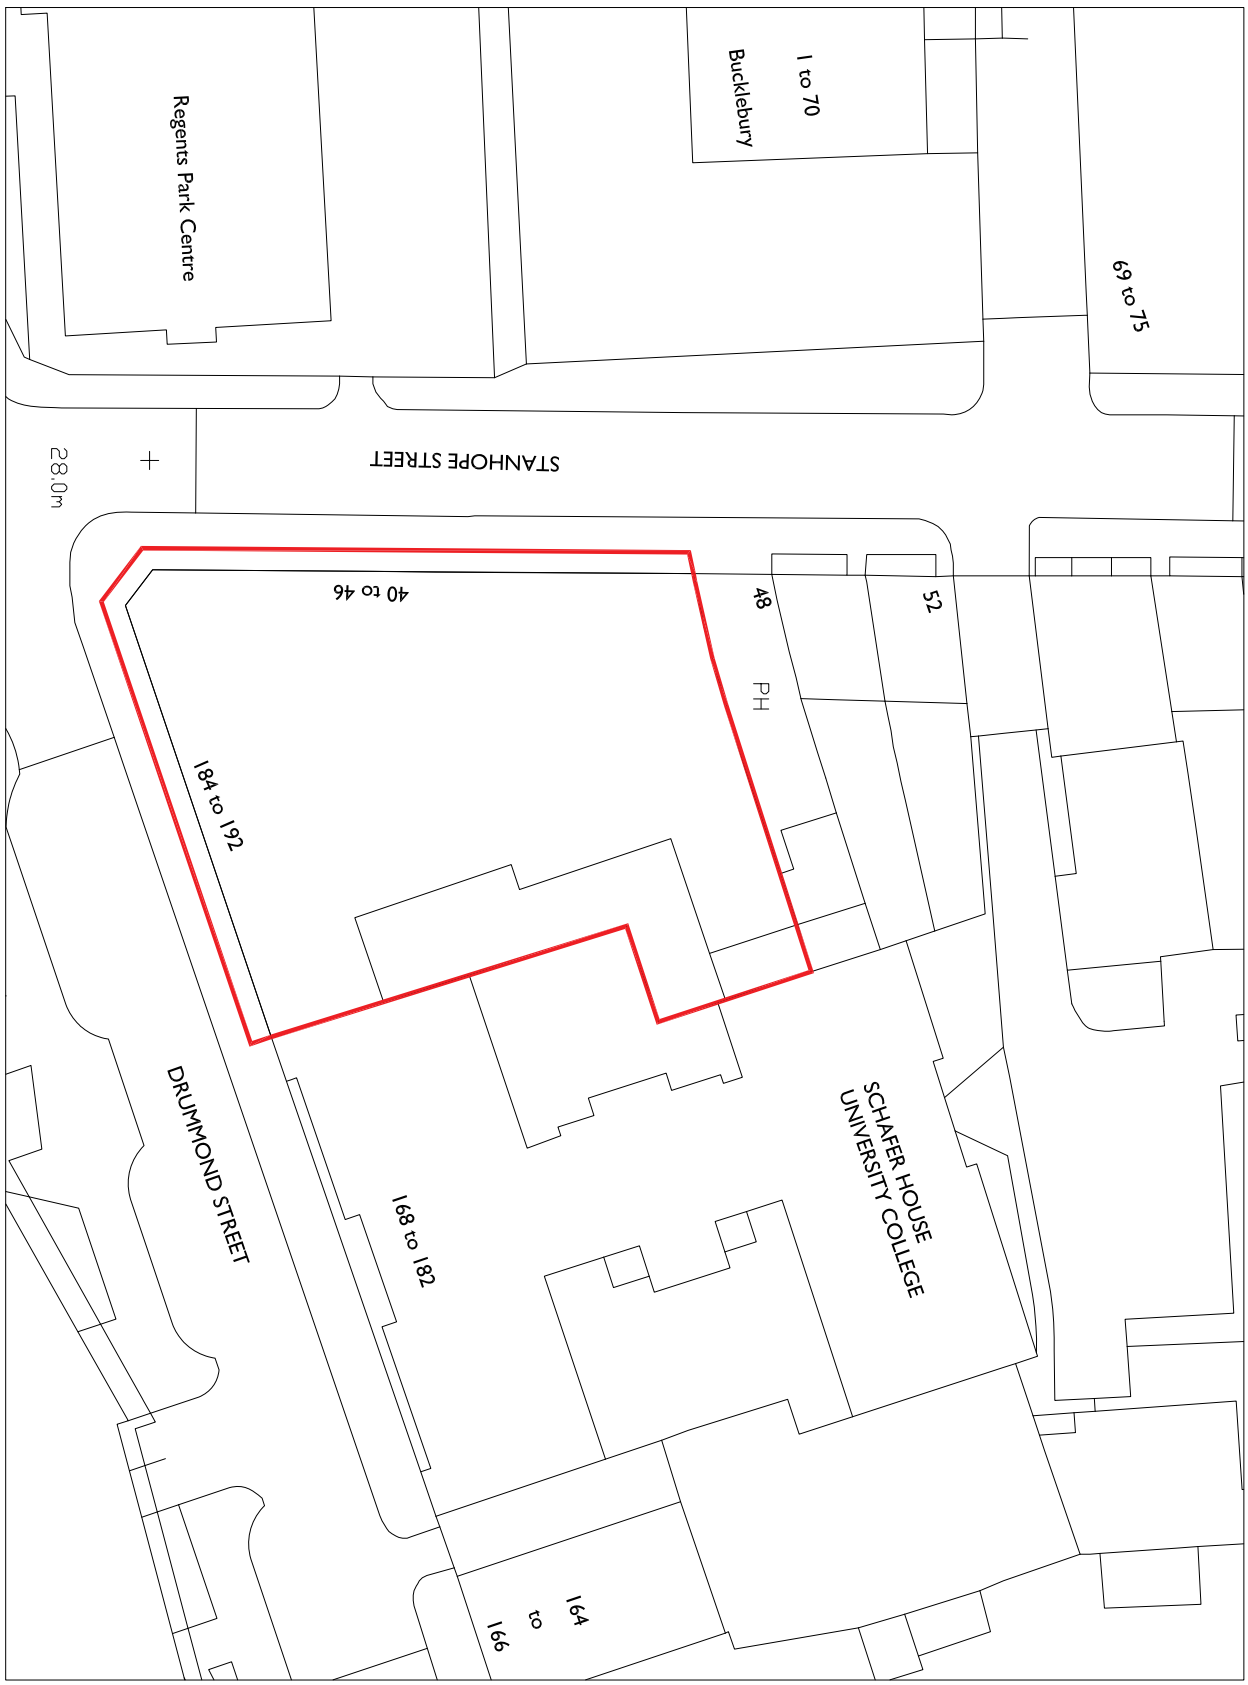 1 to 70
Bucklebury
Regents Park Centre
69 to 75
STANHOPE STREET
28.0m
40 to 46
48
52
PH
184 to 192
DRUMMOND STREET
SCHAFER HOUSE
UNIVERSITY COLLEGE
168 to 182
164
to
166